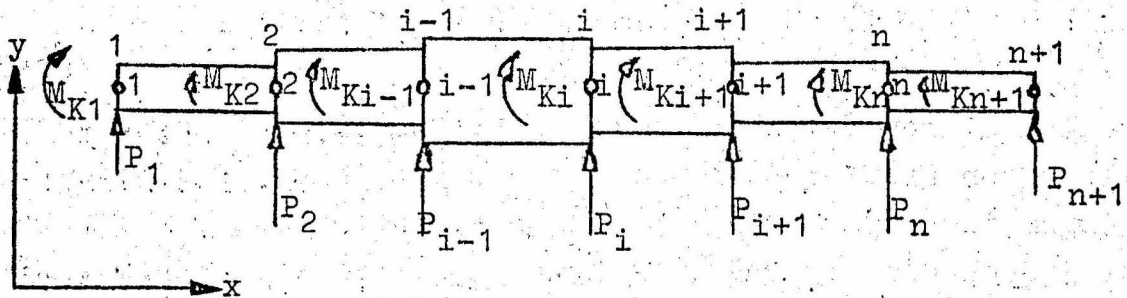 y 1 2 i-1 i i+1 n n+1
M_K1 1 M_K2 2 M_Ki-1 i-1 M_Ki i M_Ki+1 i+1 M_Kn n M_Kn+1
P_1 P_2 P_i-1 P_i P_i+1 P_n P_n+1
x